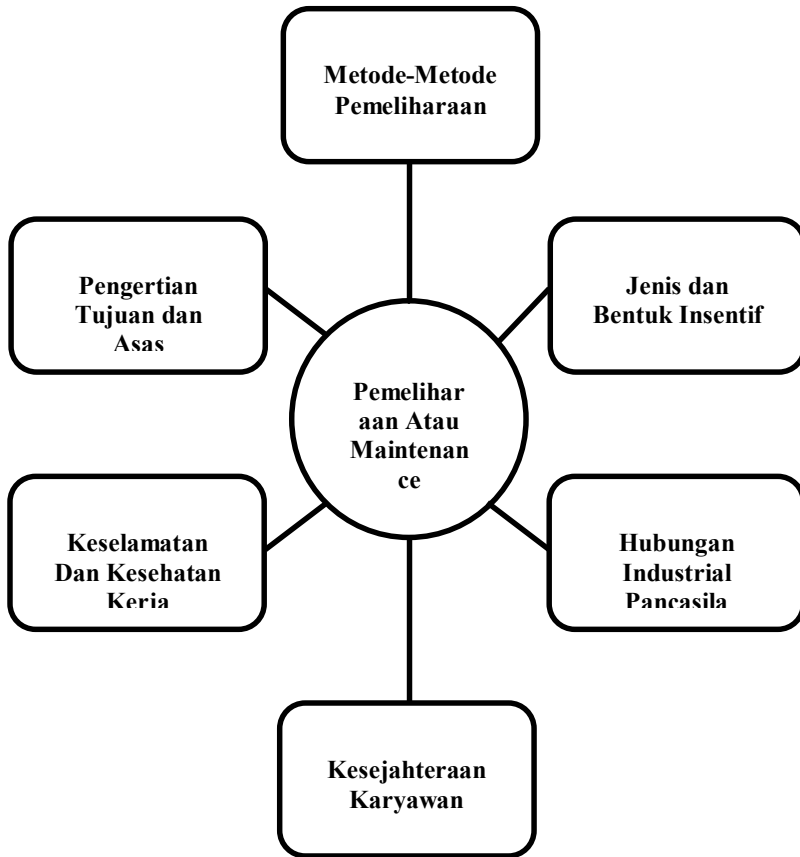 Metode-Metode
Pemeliharaan
Pengertian
Tujuan dan
Asas
Jenis dan
Bentuk Insentif
Pemelihar
aan Atau
Maintenan
ce
Keselamatan
Dan Kesehatan
Kerja
Hubungan
Industrial
Pancasila
Kesejahteraan
Karyawan